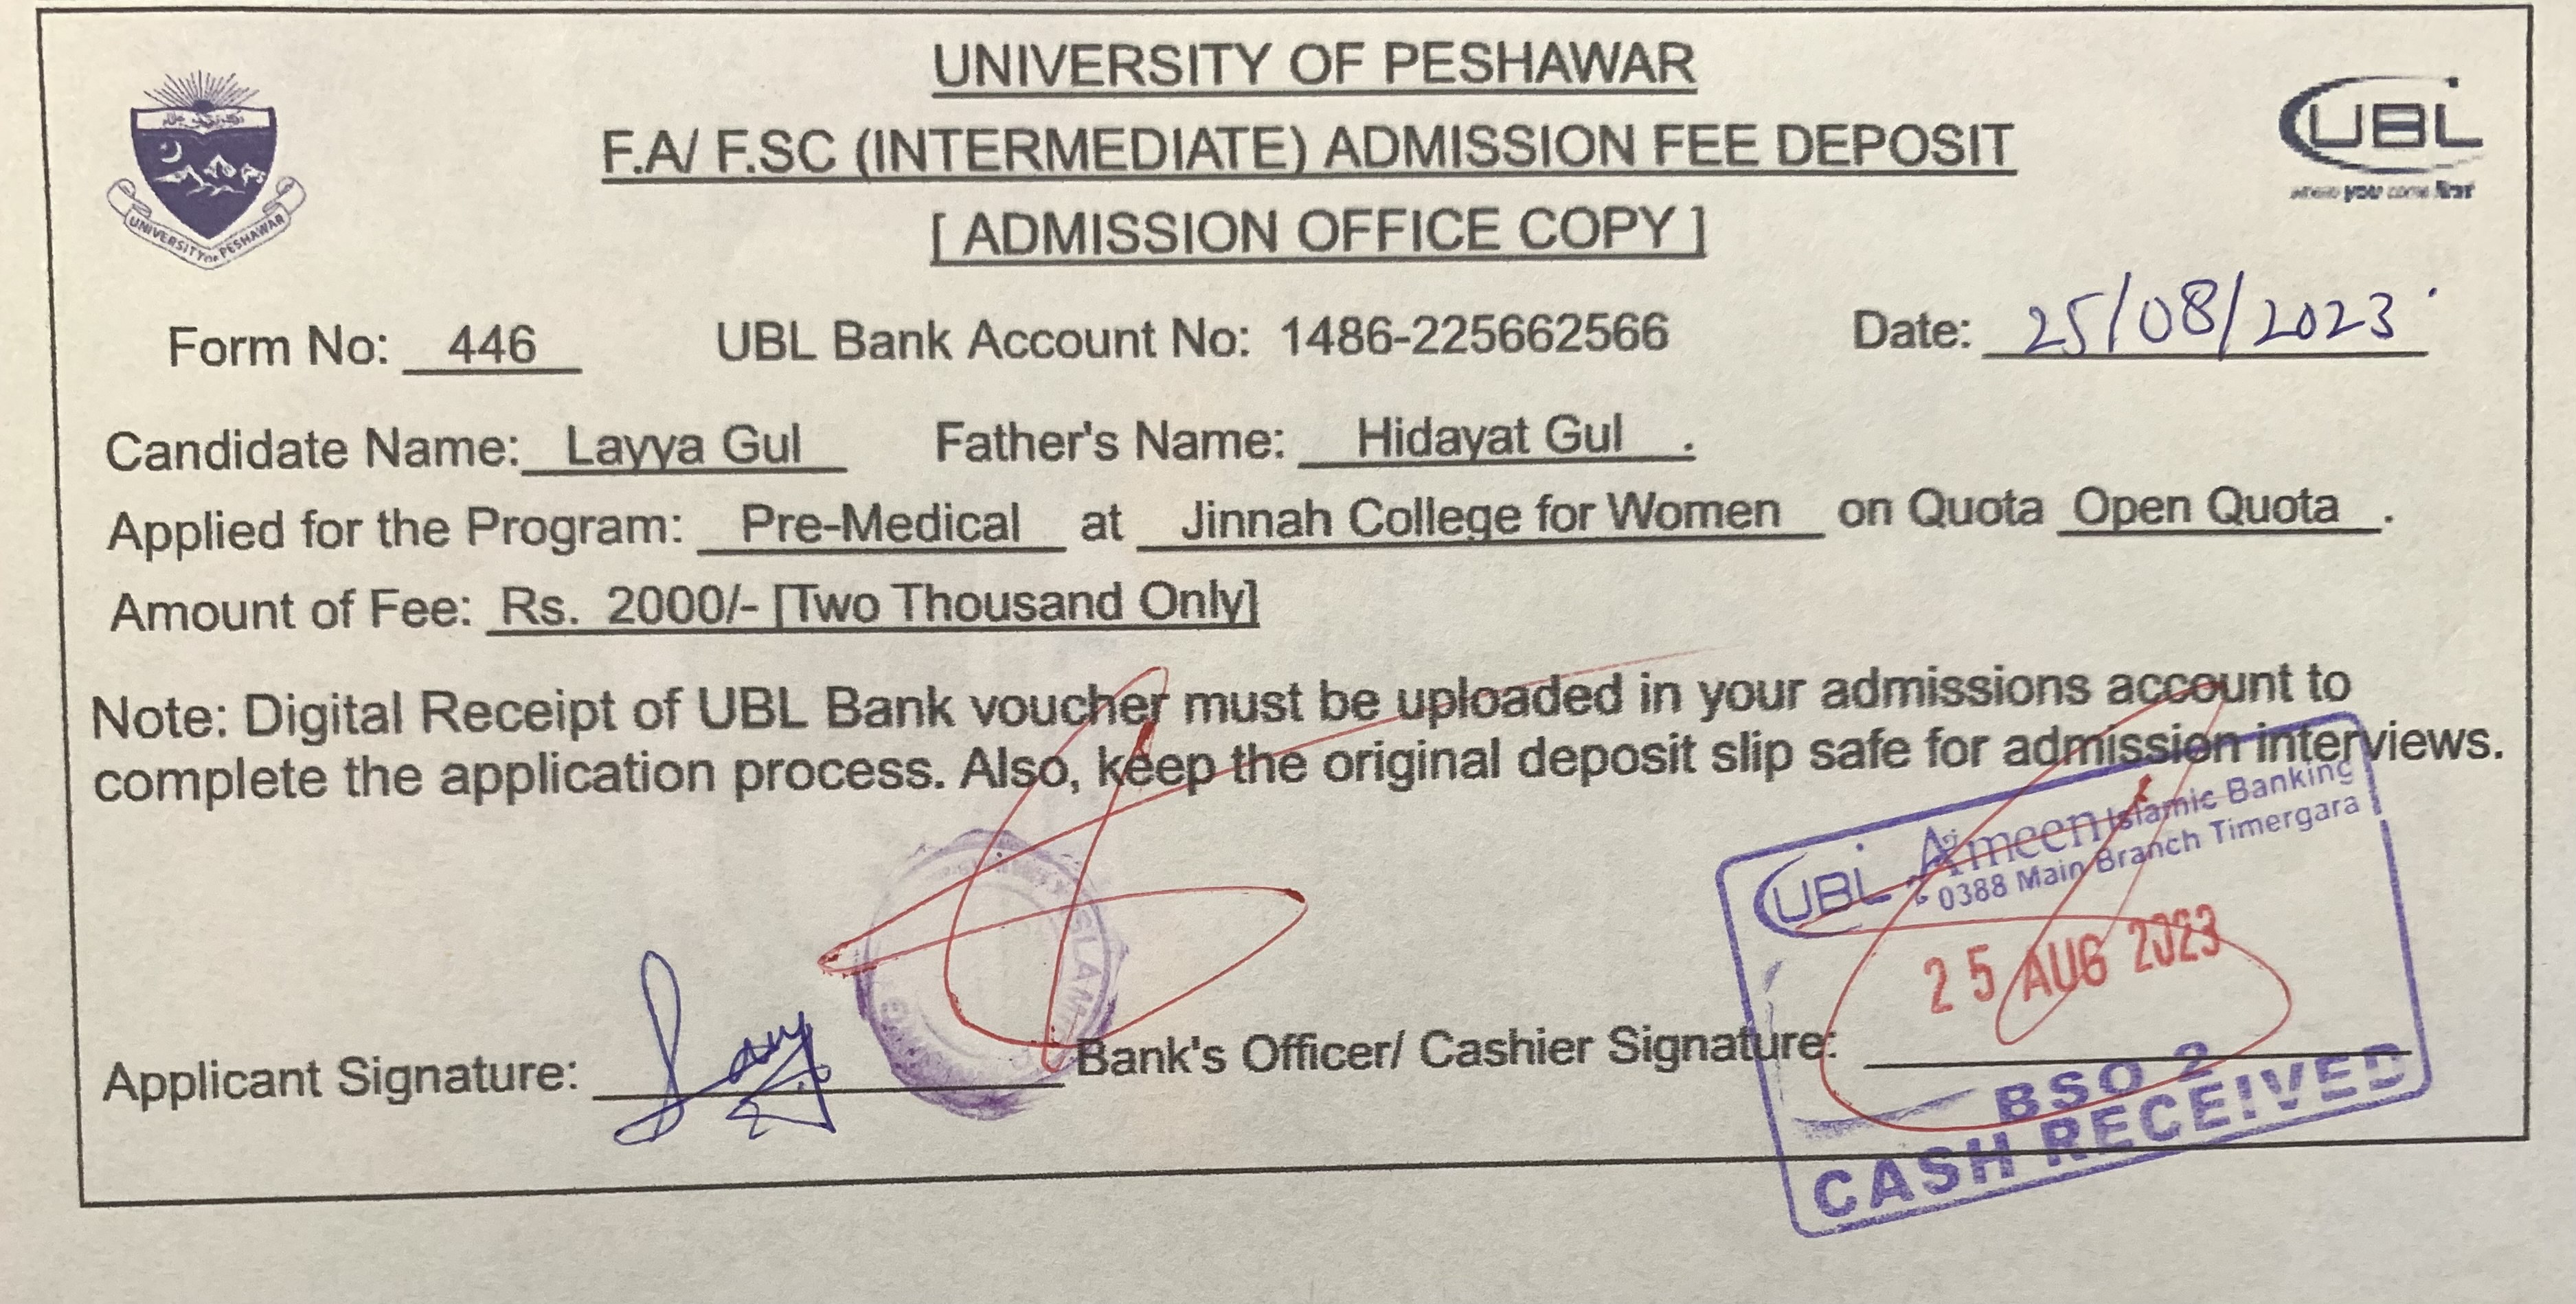 UNIVERSITY OF PESHAWAR
F.A/ F.SC (INTERMEDIATE) ADMISSION FEE DEPOSIT
[ ADMISSION OFFICE COPY ]
UNIVERSITY OF PESHAWAR
UBL
where you come first
Form No: 446 UBL Bank Account No: 1486-225662566 Date: 25/08/2023
Candidate Name: Layya Gul Father's Name: Hidayat Gul .
Applied for the Program: Pre-Medical at Jinnah College for Women on Quota Open Quota .
Amount of Fee: Rs. 2000/- [Two Thousand Only]
Note: Digital Receipt of UBL Bank voucher must be uploaded in your admissions account to
complete the application process. Also, keep the original deposit slip safe for admission interviews.
UBL Ameen Islamic Banking
0388 Main Branch Timergara
25 AUG 2023
Applicant Signature: Bank's Officer/ Cashier Signature:
BSO 2
CASH RECEIVED